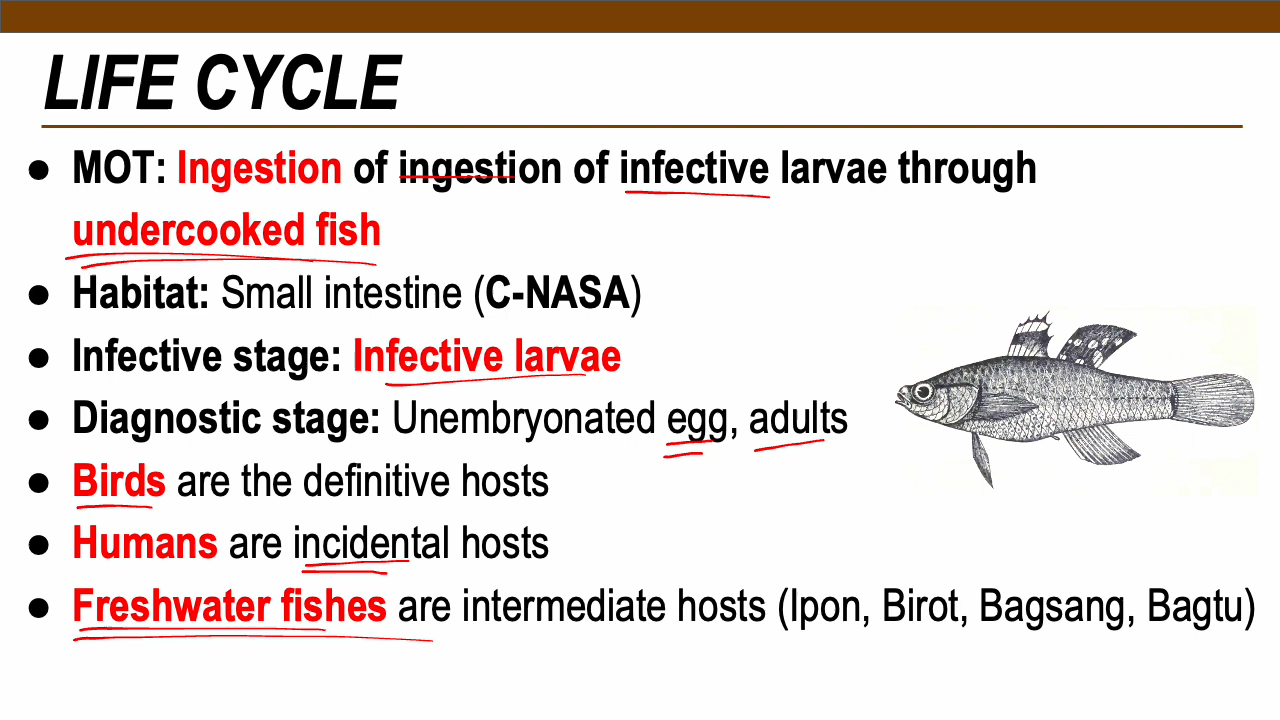 LIFE CYCLE
● MOT: Ingestion of ingestion of infective larvae through
undercooked fish
● Habitat: Small intestine (C-NASA)
● Infective stage: Infective larvae
● Diagnostic stage: Unembryonated egg, adults
● Birds are the definitive hosts
● Humans are incidental hosts
● Freshwater fishes are intermediate hosts (Ipon, Birot, Bagsang, Bagtu)